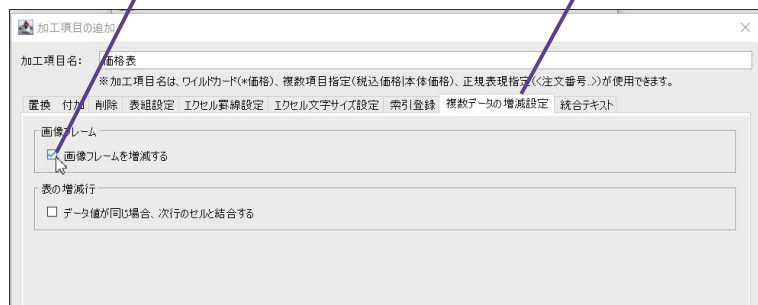 加工項目の追加
加工項目名: 価格表
※加工項目名は、ワイルドカード(*価格)、複数項目指定(税込価格|本体価格)、正規表現指定(<注文番号.>)が使用できます。
置換 付加 削除 表組設定 エクセル罫線設定 エクセル文字サイズ設定 索引登録 複数データの増減設定 統合テキスト
画像フレーム
画像フレームを増減する
表の増減行
データ値が同じ場合、次行のセルと結合する